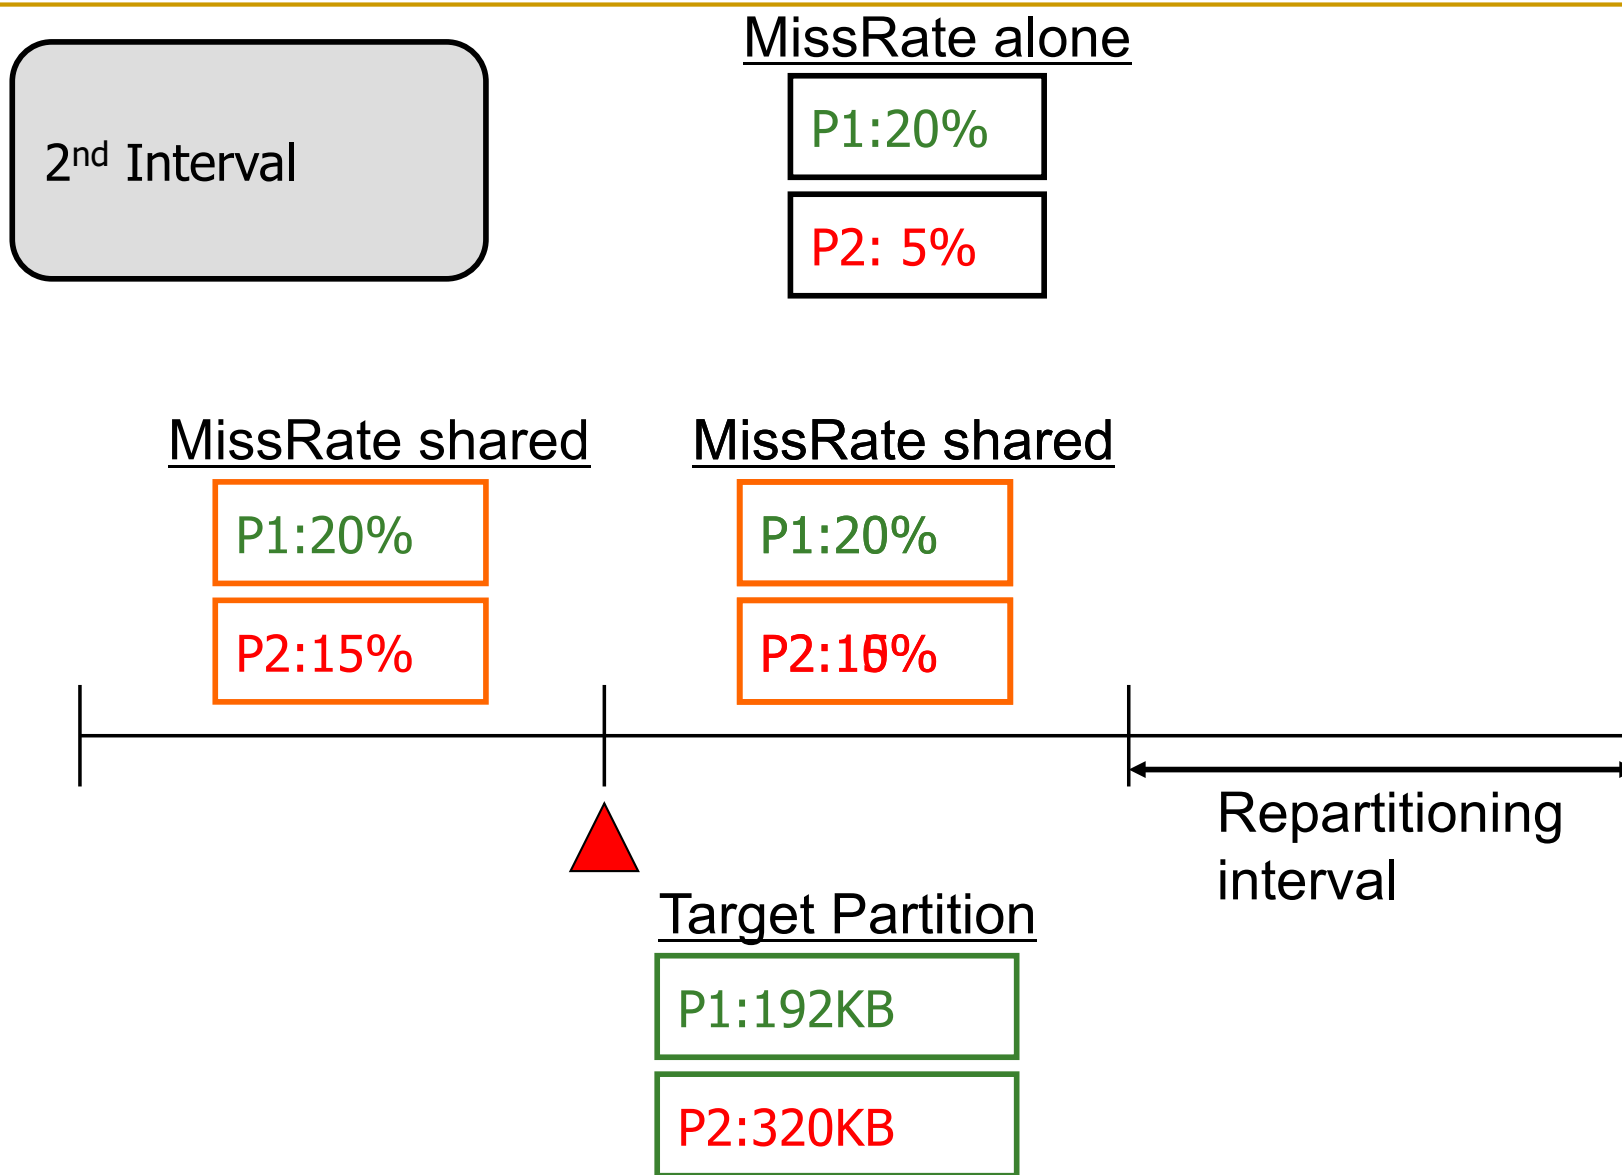 MissRate alone
P1:20%
2nd Interval
P2: 5%
MissRate shared
MissRate shared
P1:20%
P1:20%
P2:15%
Repartitioning
interval
Target Partition
P1:192KB
P2:320KB